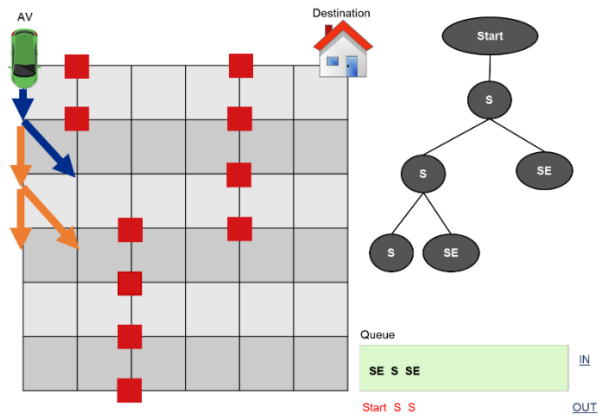 AV
Destination
Start
S
S
SE
S
SE
Queue
SE S SE
IN
Start S S
OUT